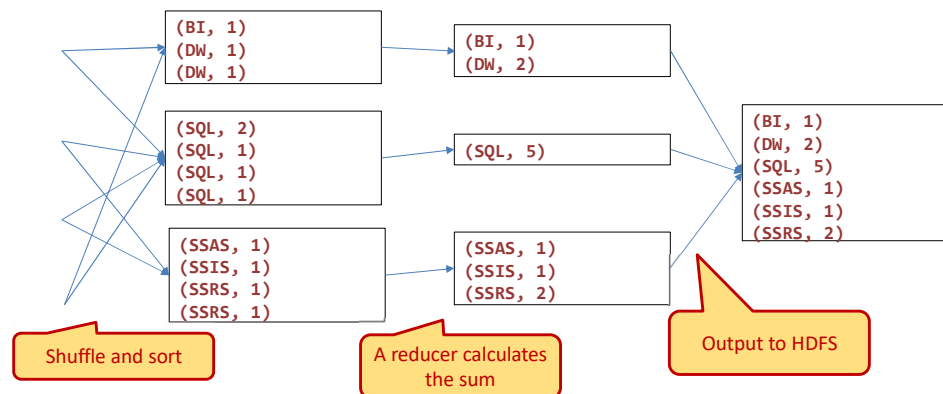 (BI, 1)
(DW, 1)
(DW, 1)
(SQL, 2)
(SQL, 1)
(SQL, 1)
(SQL, 1)
(SSAS, 1)
(SSIS, 1)
(SSRS, 1)
(SSRS, 1)
Shuffle and sort
(BI, 1)
(DW, 2)
(SQL, 5)
(SSAS, 1)
(SSIS, 1)
(SSRS, 2)
A reducer calculates
the sum
(BI, 1)
(DW, 2)
(SQL, 5)
(SSAS, 1)
(SSIS, 1)
(SSRS, 2)
Output to HDFS